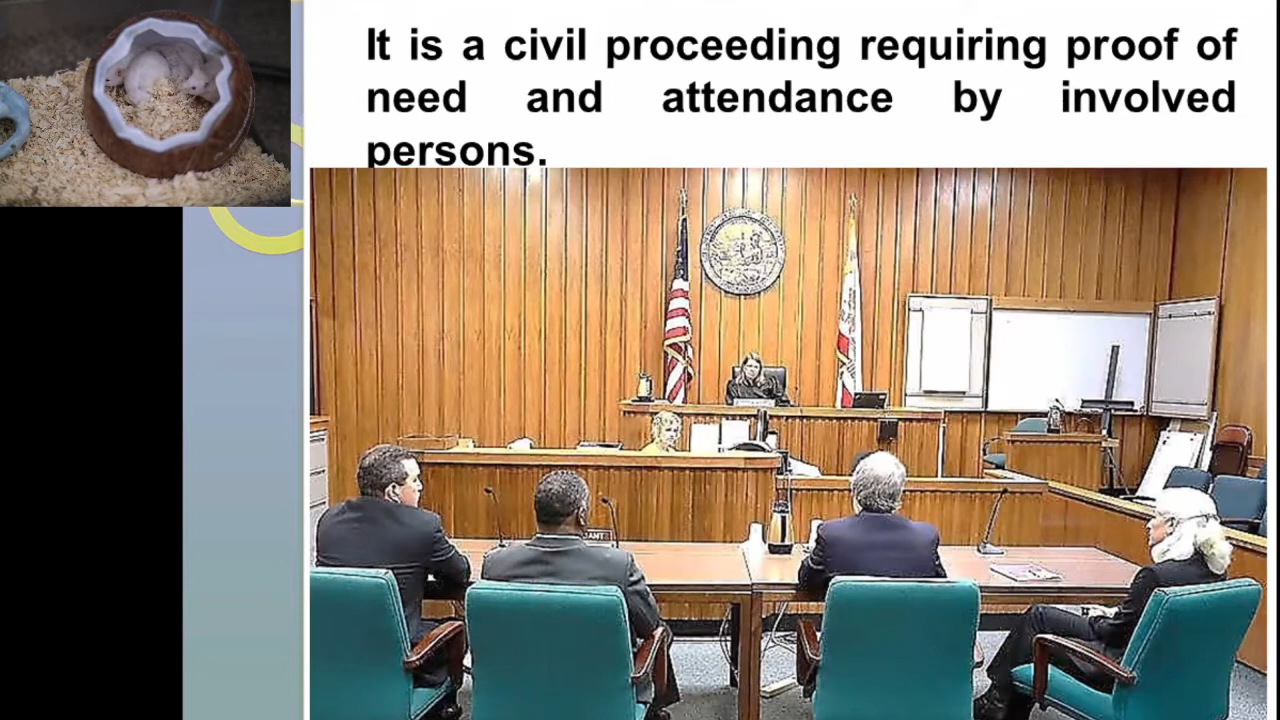 It is a civil proceeding requiring proof of
need and attendance by involved
persons.